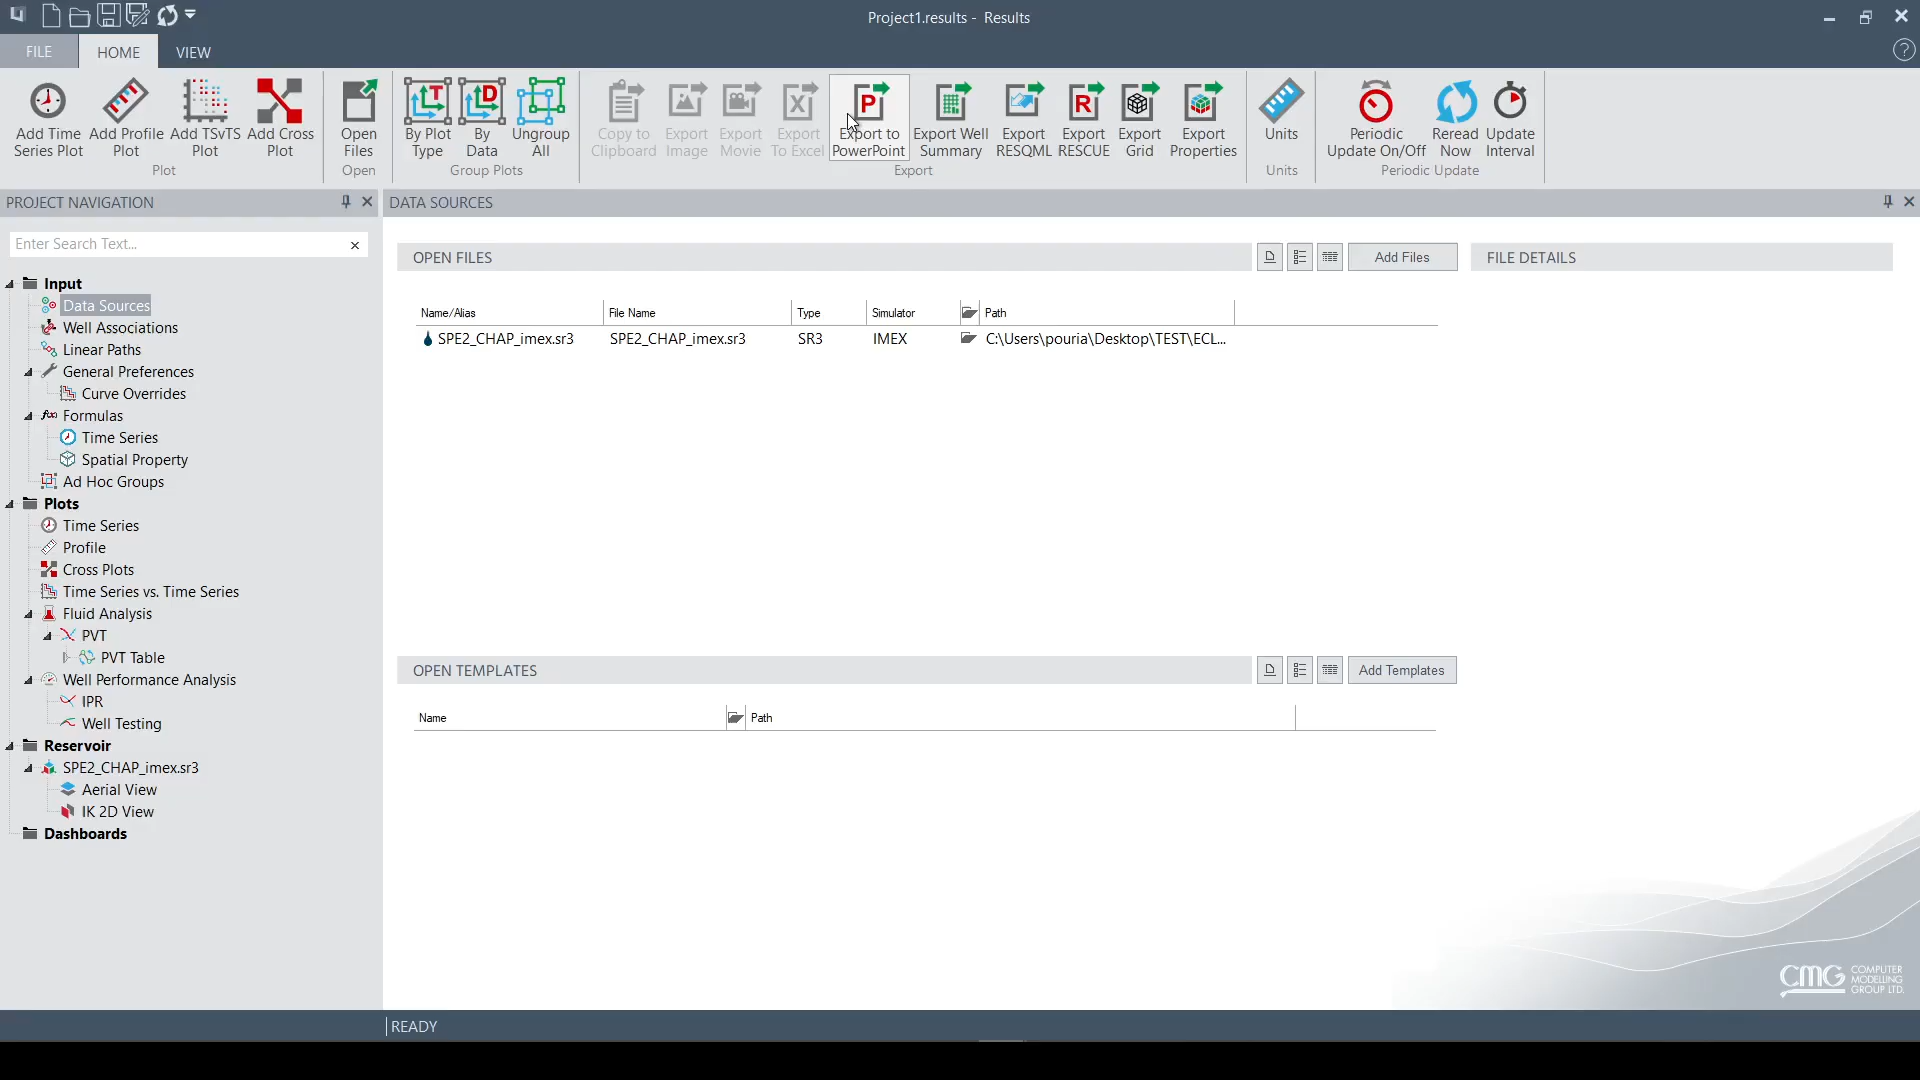 Project1.results - Results
FILE
HOME
VIEW
?
Add Time
Series Plot
Add Profile
Plot
Add TSvTS
Plot
Add Cross
Plot
Plot
Open
Files
Open
By Plot
Type
By
Data
Ungroup
All
Group Plots
Copy to
Clipboard
Export
Image
Export
Movie
Export
To Excel
Export to
PowerPoint
Export Well
Summary
Export
RESQML
Export
RESCUE
Export
Grid
Export
Properties
Export
Units
Units
Periodic
Update On/Off
Reread
Now
Update
Interval
Periodic Update
PROJECT NAVIGATION
DATA SOURCES
Enter Search Text...
Input
Data Sources
Well Associations
Linear Paths
General Preferences
Curve Overrides
Formulas
Time Series
Spatial Property
Ad Hoc Groups
Plots
Time Series
Profile
Cross Plots
Time Series vs. Time Series
Fluid Analysis
PVT
PVT Table
Well Performance Analysis
IPR
Well Testing
Reservoir
SPE2_CHAP_imex.sr3
Aerial View
IK 2D View
Dashboards
OPEN FILES
Add Files
FILE DETAILS
Name/Alias File Name Type Simulator Path
SPE2_CHAP_imex.sr3 SPE2_CHAP_imex.sr3 SR3 IMEX C:\Users\pouria\Desktop\TEST\ECL...
OPEN TEMPLATES
Add Templates
Name Path
CMG COMPUTER
MODELLING
GROUP LTD.
READY